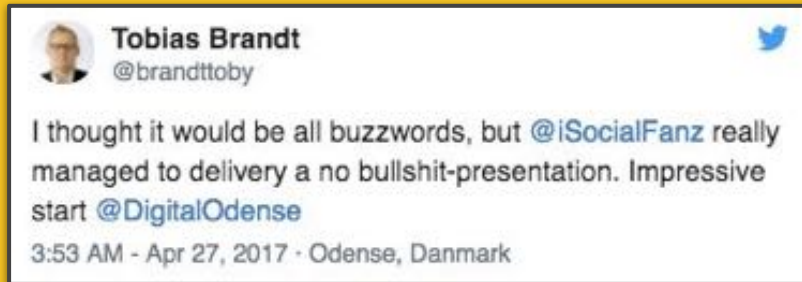 Tobias Brandt
@brandttoby
I thought it would be all buzzwords, but @iSocialFanz really
managed to delivery a no bullshit-presentation. Impressive
start @DigitalOdense
3:53 AM - Apr 27, 2017 · Odense, Danmark